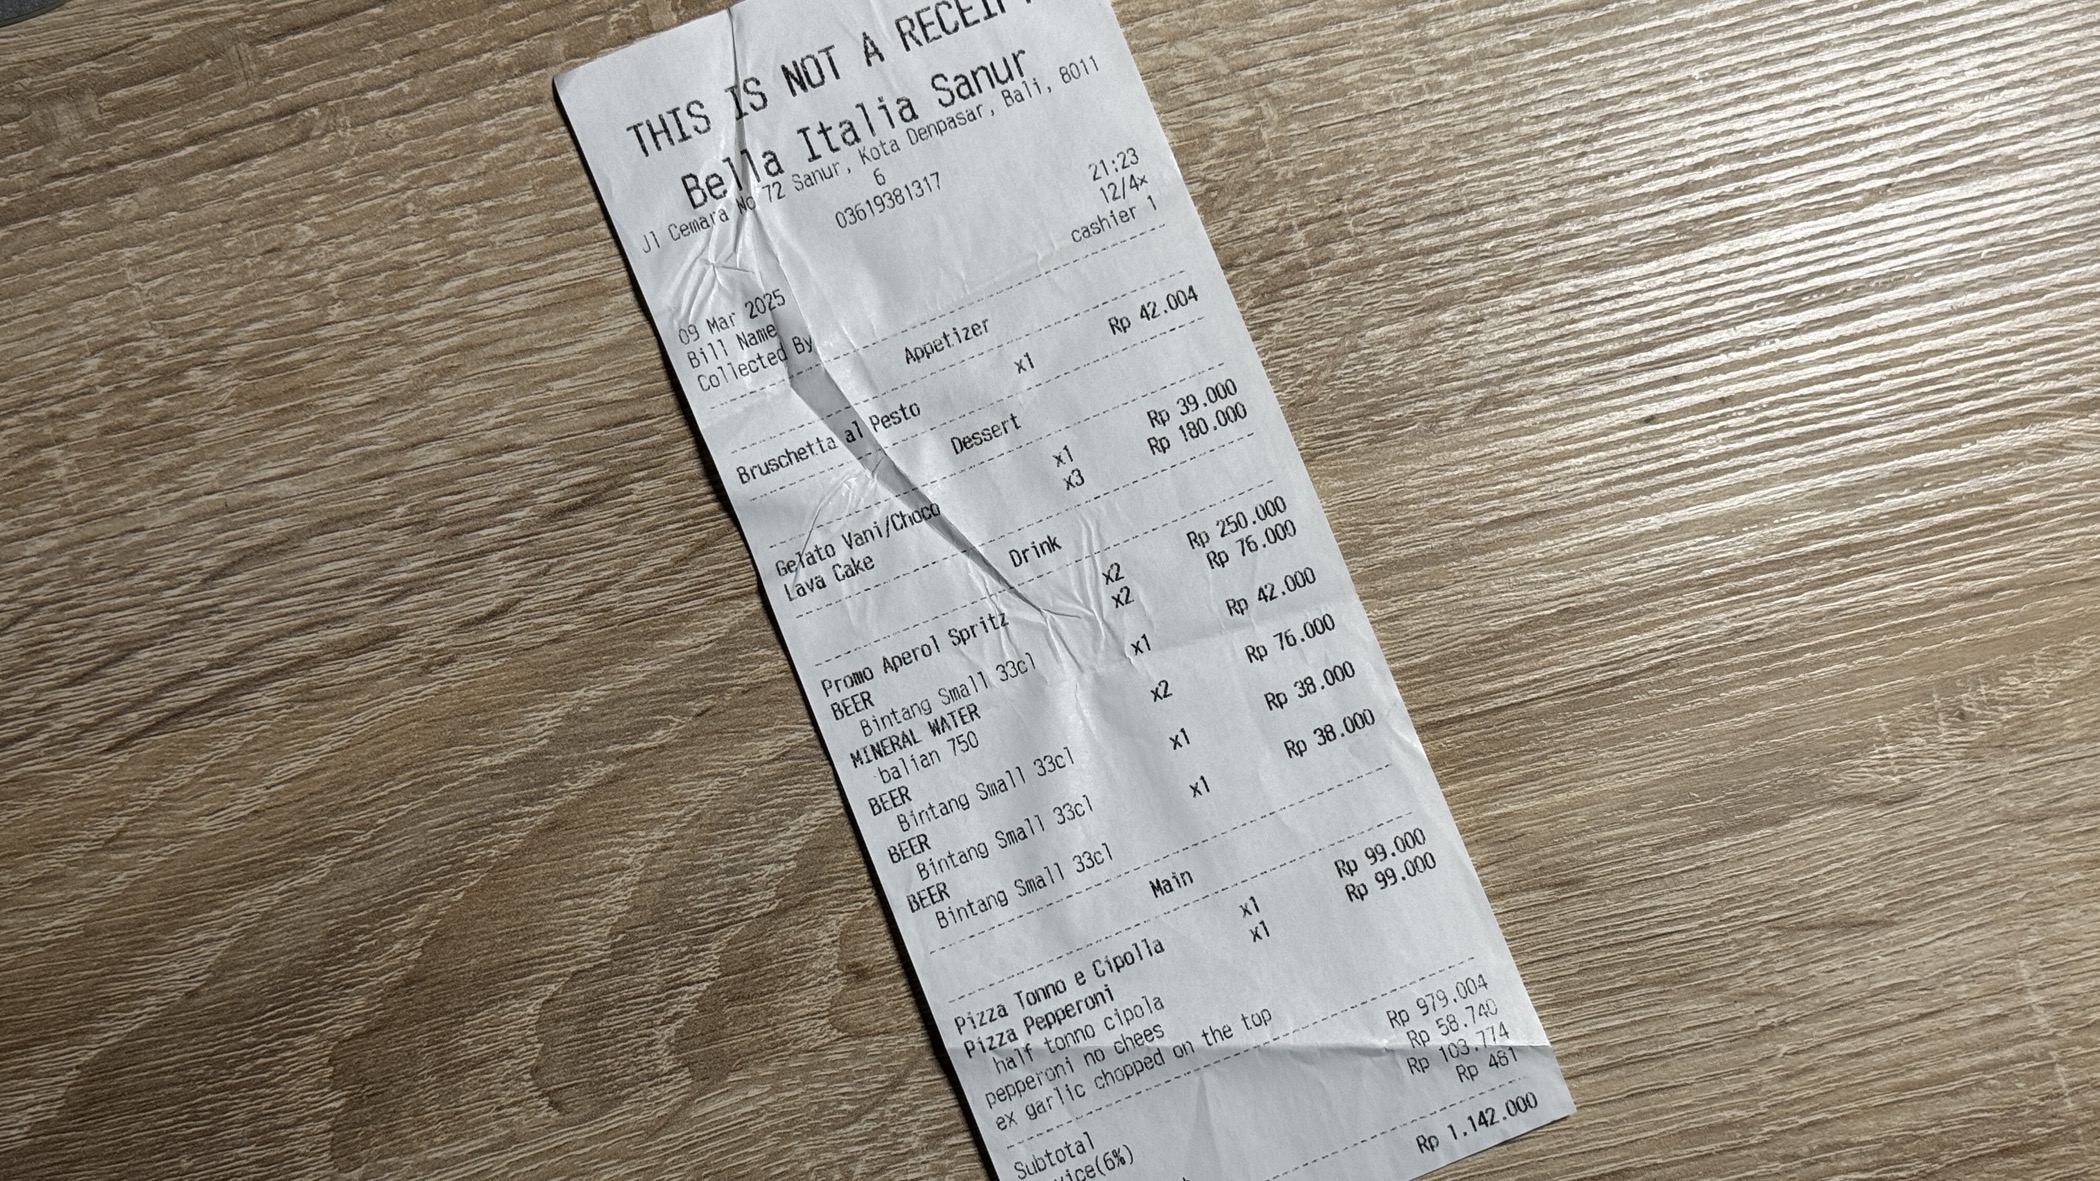 THIS IS NOT A RECEIPT
Bella Italia Sanur
Jl Cemara No 72 Sanur, Kota Denpasar, Bali, 8011
6
03619381317
09 Mar 2025 21:23
Bill Name 12/4x
Collected By cashier 1
Appetizer
Bruschetta al Pesto x1 Rp 42.004
Dessert
Gelato Vani/Choco x1 Rp 39.000
Lava Cake x3 Rp 180.000
Drink
Promo Aperol Spritz x2 Rp 250.000
BEER x2 Rp 76.000
Bintang Small 33cl
MINERAL WATER x1 Rp 42.000
balian 750
BEER x2 Rp 76.000
Bintang Small 33cl
BEER x1 Rp 38.000
Bintang Small 33cl
BEER x1 Rp 38.000
Bintang Small 33cl
Main
Pizza Tonno e Cipolla x1 Rp 99.000
Pizza Pepperoni x1 Rp 99.000
half tonno cipola
pepperoni no chees
ex garlic chopped on the top
Subtotal Rp 979.004
vice(6%) Rp 58.740
Rp 103.774
Rp 481
Rp 1.142.000